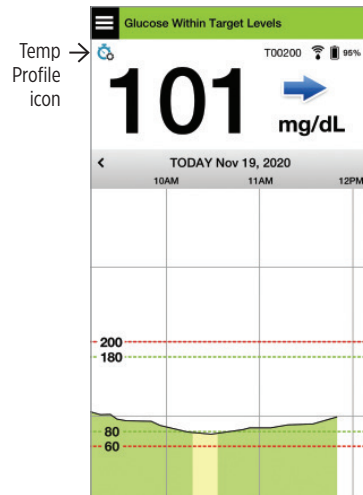 Glucose Within Target Levels
Temp
Profile
icon
T00200 95%
101
mg/dL
TODAY Nov 19, 2020
10AM 11AM 12PM
200
180
80
60